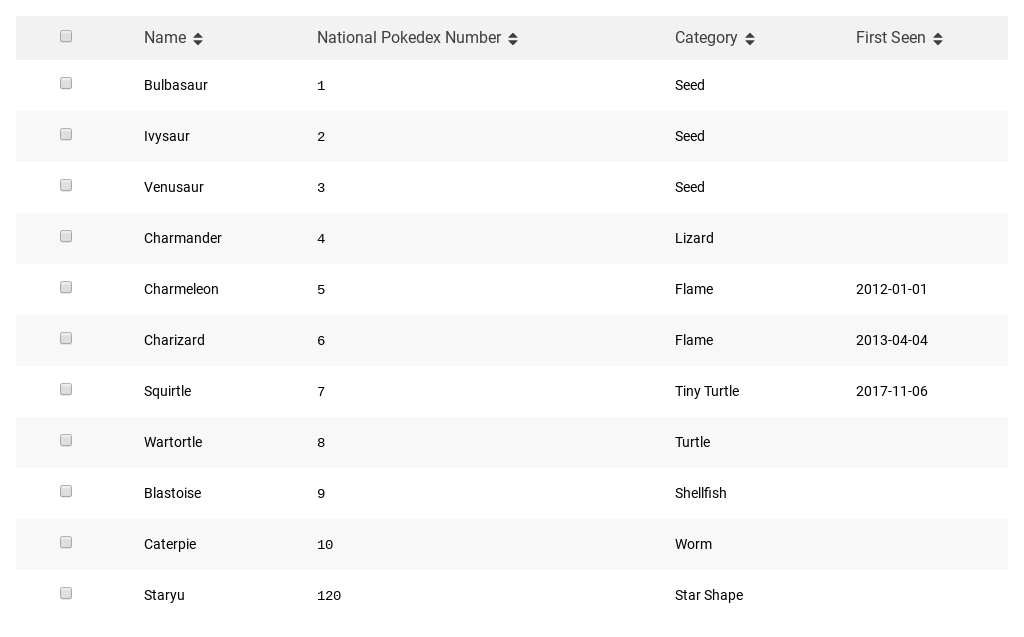 Name National Pokedex Number Category First Seen
Bulbasaur 1 Seed
Ivysaur 2 Seed
Venusaur 3 Seed
Charmander 4 Lizard
Charmeleon 5 Flame 2012-01-01
Charizard 6 Flame 2013-04-04
Squirtle 7 Tiny Turtle 2017-11-06
Wartortle 8 Turtle
Blastoise 9 Shellfish
Caterpie 10 Worm
Staryu 120 Star Shape